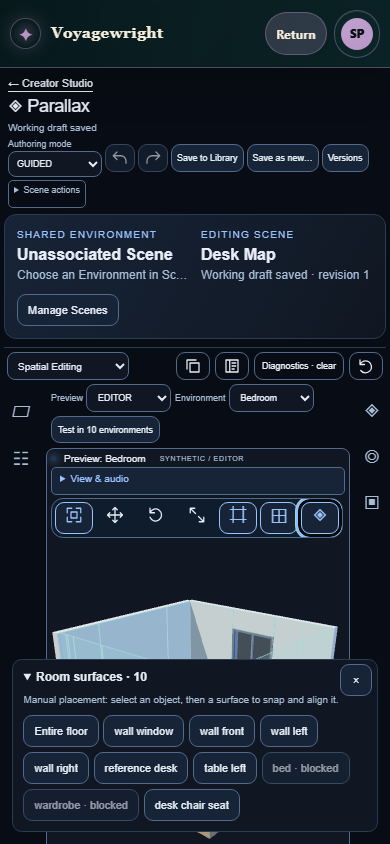 Voyagewright
Return
SP
← Creator Studio
Parallax
Working draft saved
Authoring mode
GUIDED
Save to Library
Save as new...
Versions
▶ Scene actions
SHARED ENVIRONMENT
Unassociated Scene
Choose an Environment in Sc...
EDITING SCENE
Desk Map
Working draft saved · revision 1
Manage Scenes
Spatial Editing
Diagnostics · clear
Preview
EDITOR
Environment
Bedroom
Test in 10 environments
Preview: Bedroom
SYNTHETIC / EDITOR
▶ View & audio
▼ Room surfaces · 10
×
Manual placement: select an object, then a surface to snap and align it.
Entire floor
wall window
wall front
wall left
wall right
reference desk
table left
bed · blocked
wardrobe · blocked
desk chair seat